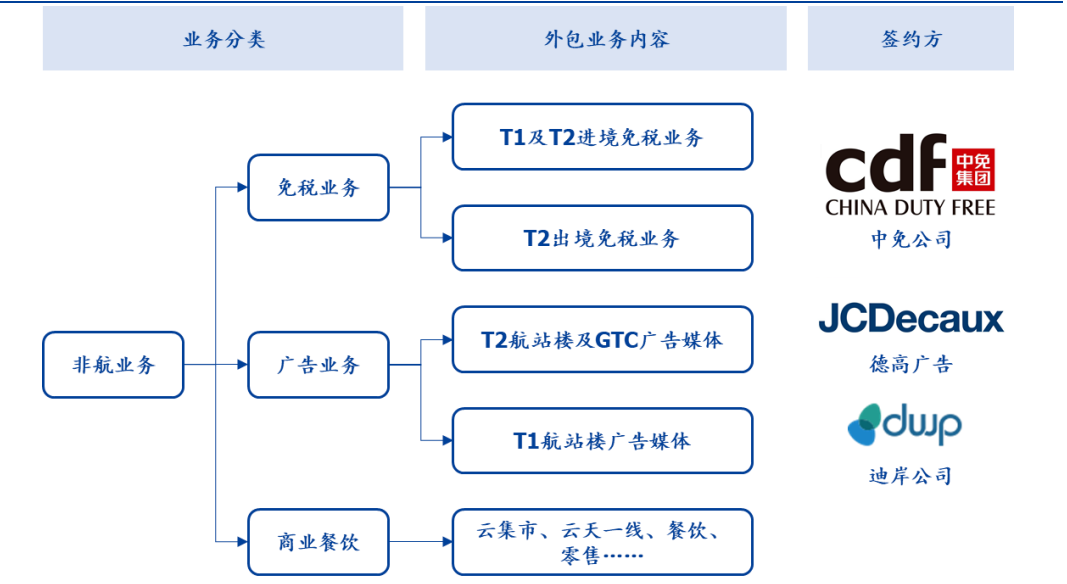 业务分类
外包业务内容
签约方
非航业务
免税业务
T1及T2进境免税业务
T2出境免税业务
cdf 中免
集团
CHINA DUTY FREE
中免公司
广告业务
T2航站楼及GTC广告媒体
T1航站楼广告媒体
JCDecaux
德高广告
dwp
迪岸公司
商业餐饮
云集市、云天一线、餐饮、
零售……